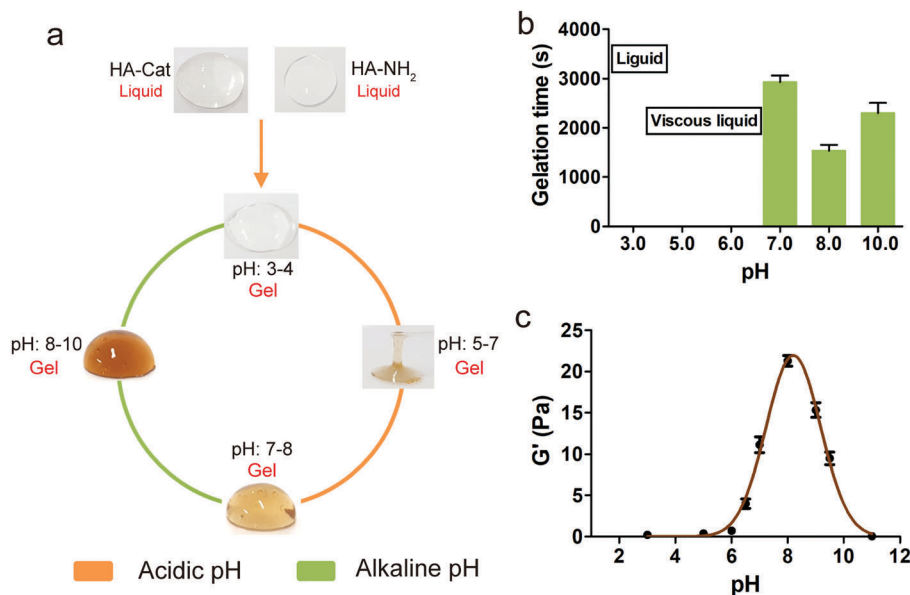 a
HA-Cat
Liquid
HA-NH₂
Liquid
pH: 3-4
Gel
pH: 8-10
Gel
pH: 5-7
Gel
pH: 7-8
Gel
Acidic pH
Alkaline pH
b
Gelation time (s)
4000
3000
2000
1000
0
Liguid
Viscous liquid
3.0 5.0 6.0 7.0 8.0 10.0
pH
c
G' (Pa)
25
20
15
10
5
0
2 4 6 8 10 12
pH